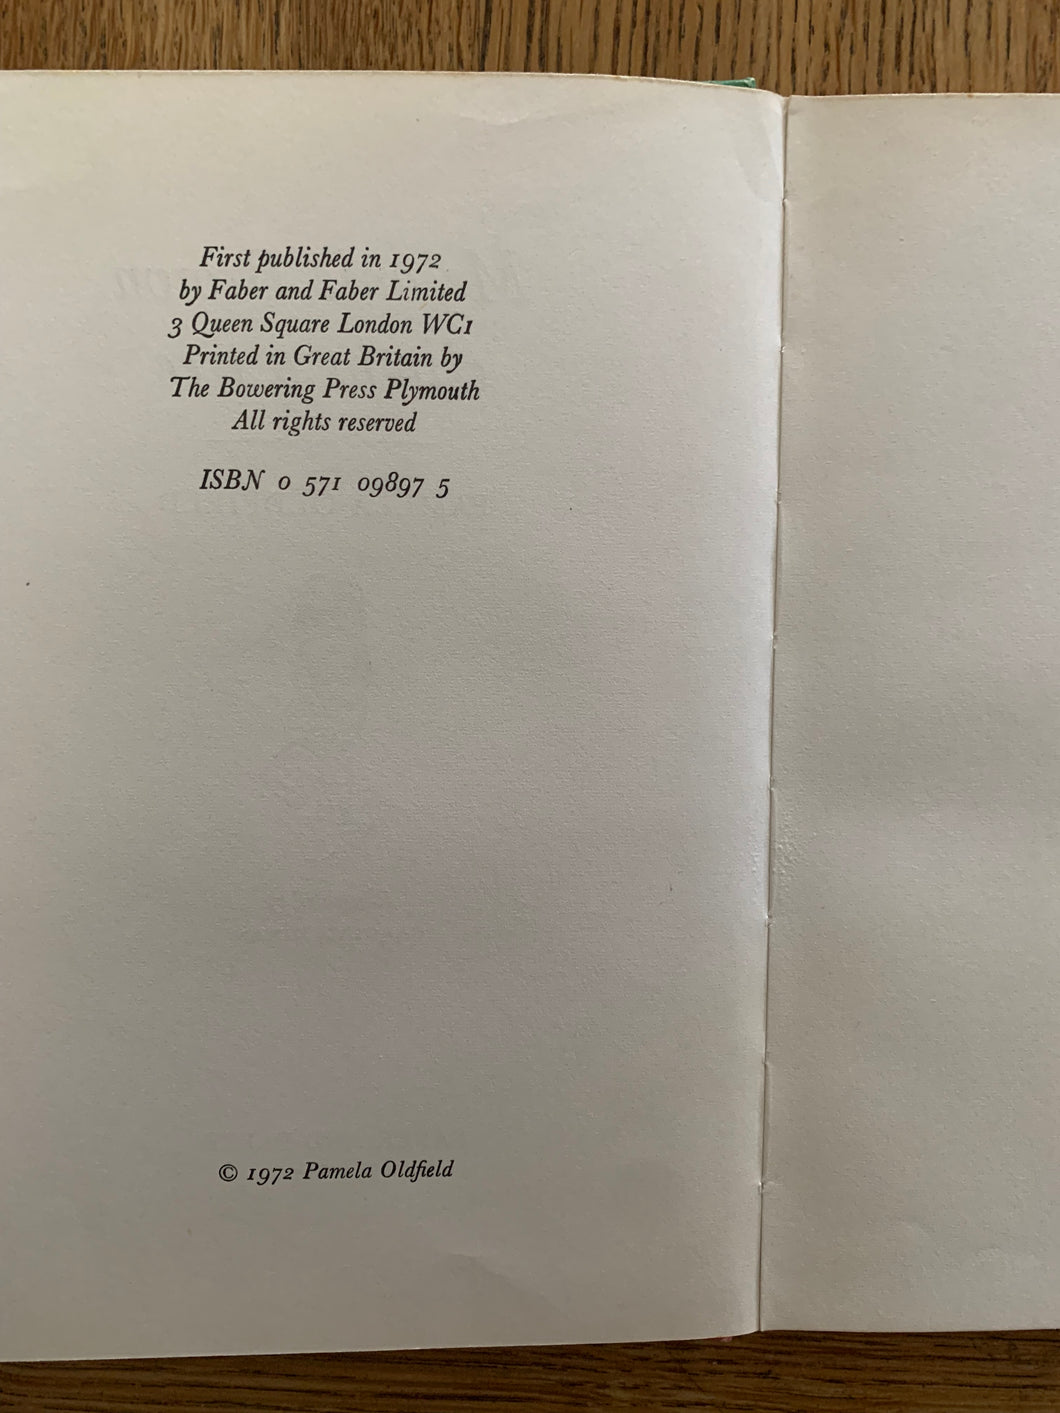 First published in 1972
by Faber and Faber Limited
3 Queen Square London WC1
Printed in Great Britain by
The Bowering Press Plymouth
All rights reserved
ISBN 0 571 09897 5
© 1972 Pamela Oldfield